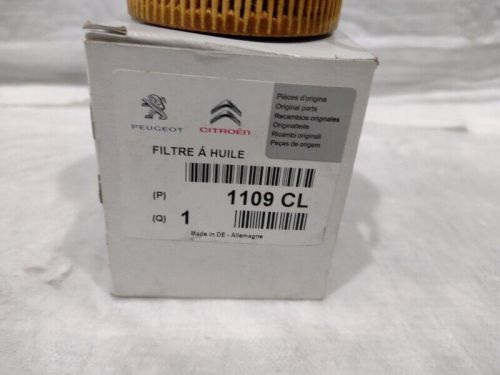 PEUGEOT
CITROËN
Pièces d'origine
Original parts
Recambios originales
Originalteile
Ricambi originali
Peças de origem
FILTRE Á HUILE
(P) 1109 CL
(Q) 1
Made in DE - Allemagne